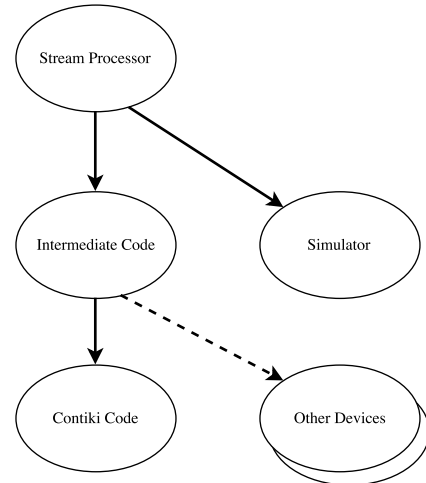 Stream Processor
Intermediate Code
Simulator
Contiki Code
Other Devices